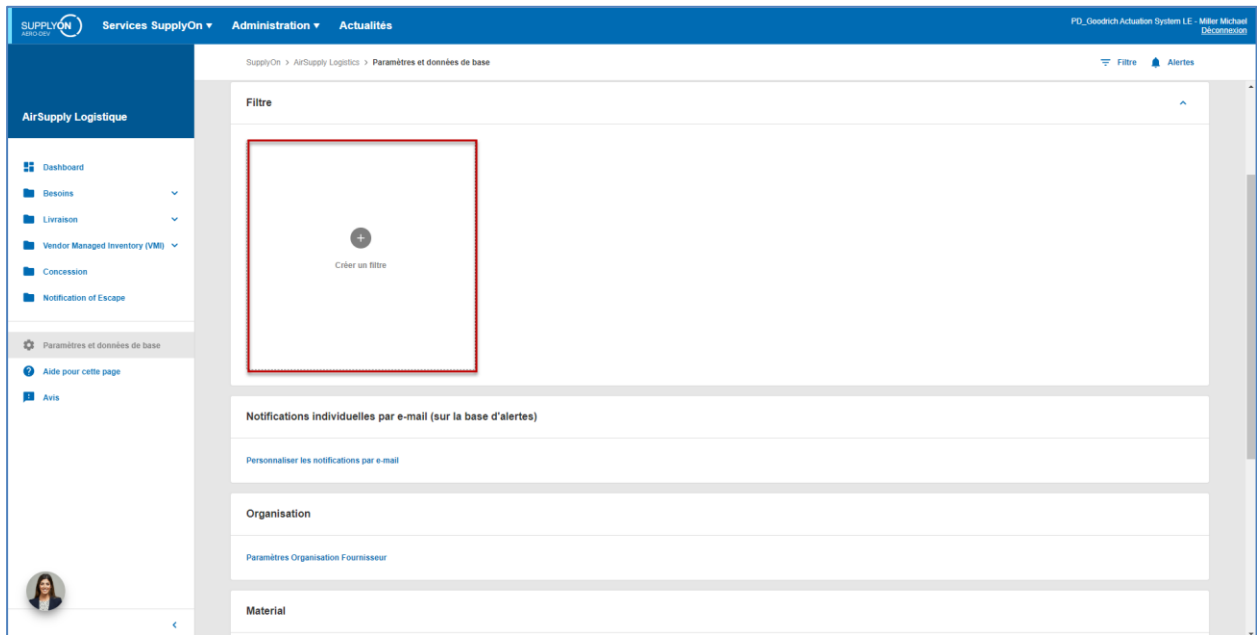 SUPPLYON
AERO-DEV
Services SupplyOn ▾ Administration ▾ Actualités
PD_Goodrich Actuation System LE - Miller Michael
Déconnexion
SupplyOn > AirSupply Logistics > Paramètres et données de base
Filtre Alertes
AirSupply Logistique
Dashboard
Besoins
Livraison
Vendor Managed Inventory (VMI)
Concession
Notification of Escape
Paramètres et données de base
Aide pour cette page
Avis
Filtre
Créer un filtre
Notifications individuelles par e-mail (sur la base d'alertes)
Personnaliser les notifications par e-mail
Organisation
Paramètres Organisation Fournisseur
Material